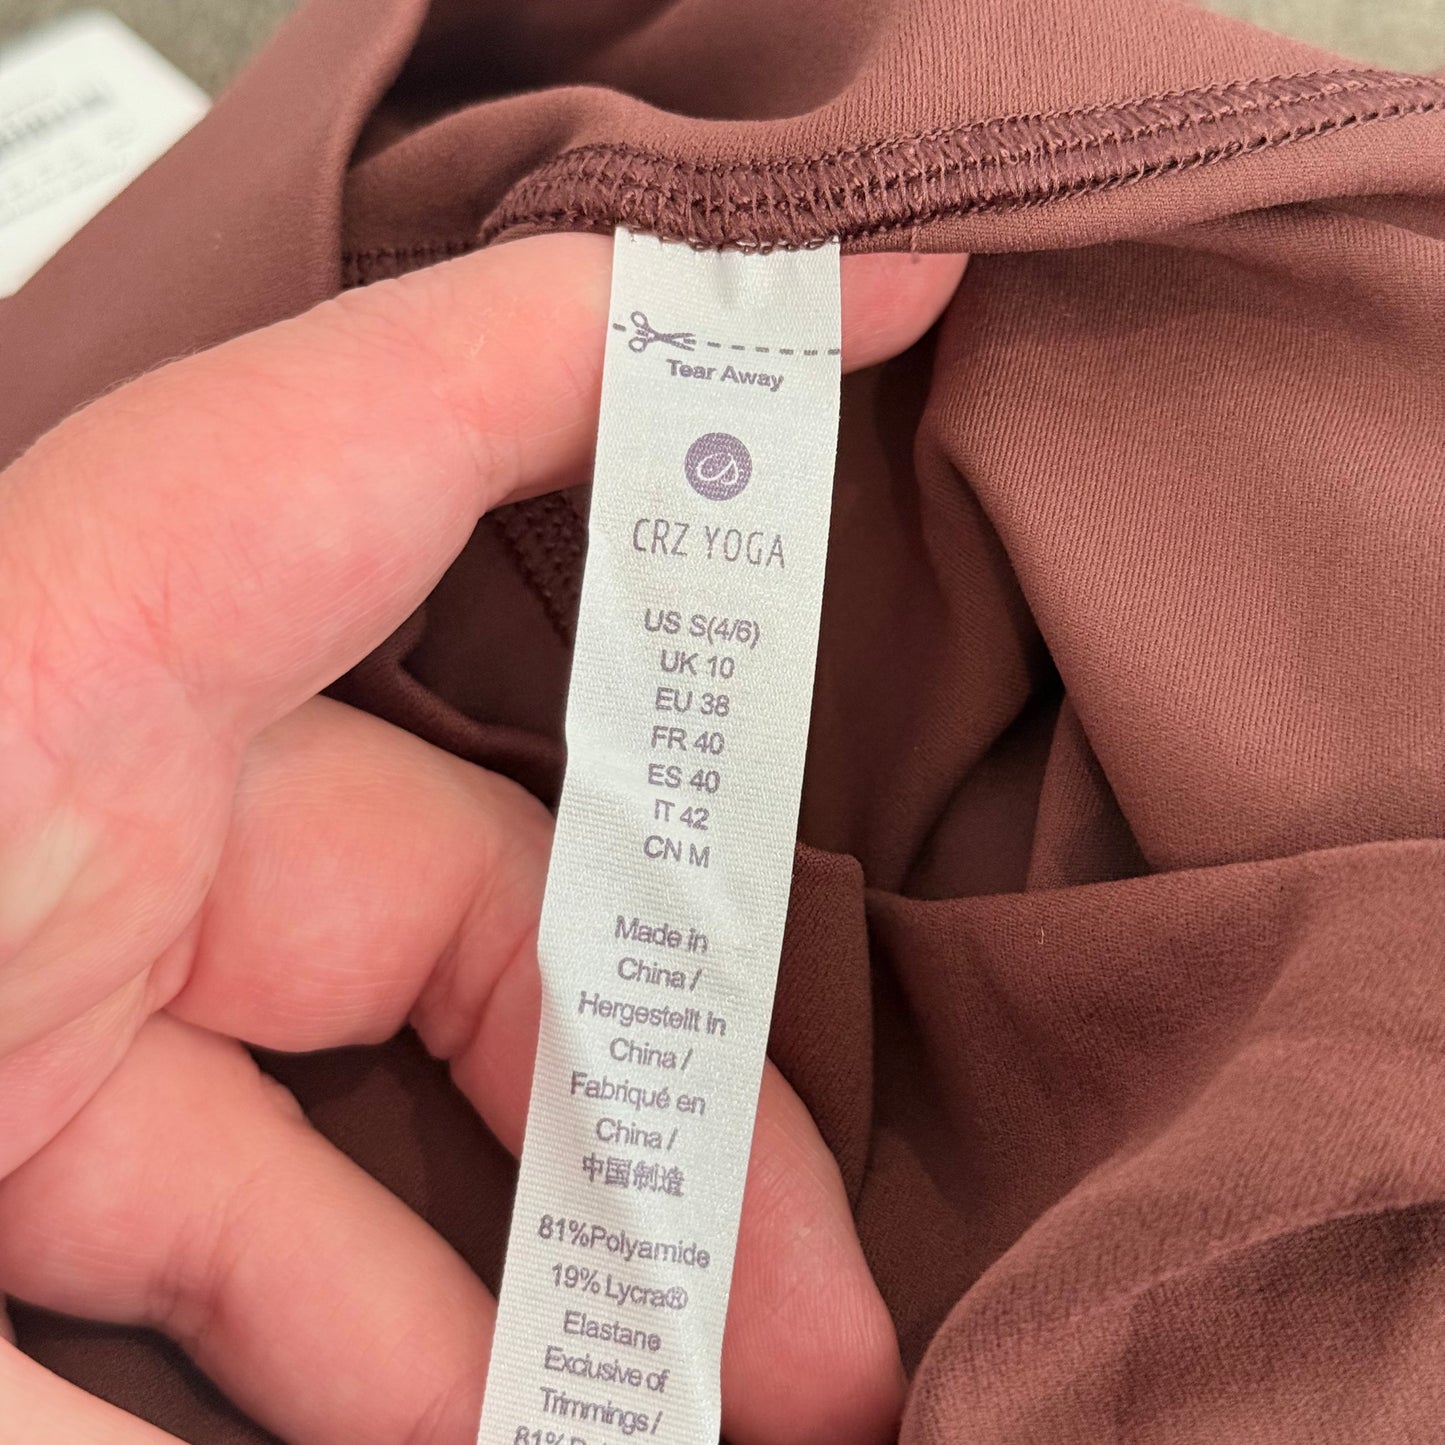 Tear Away
cs
CRZ YOGA
US S(4/6)
UK 10
EU 38
FR 40
ES 40
IT 42
CN M
Made in
China /
Hergestellt in
China /
Fabriqué en
China /
中国制造
81%Polyamide
19% Lycra®
Elastane
Exclusive of
Trimmings /
81%